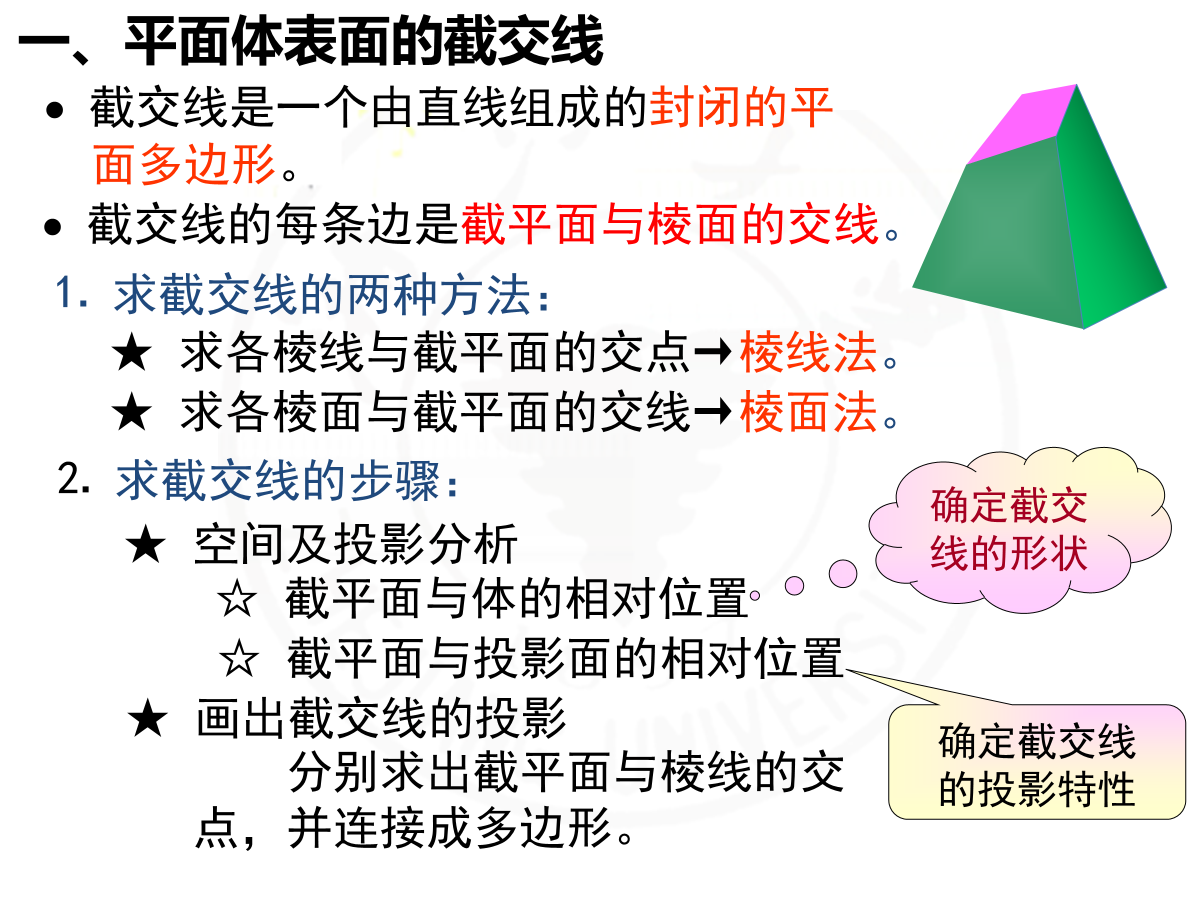 一、平面体表面的截交线
• 截交线是一个由直线组成的封闭的平
面多边形。
• 截交线的每条边是截平面与棱面的交线。
1. 求截交线的两种方法：
★ 求各棱线与截平面的交点→棱线法。
★ 求各棱面与截平面的交线→棱面法。
2. 求截交线的步骤：
确定截交
线的形状
★ 空间及投影分析
☆ 截平面与体的相对位置
☆ 截平面与投影面的相对位置
★ 画出截交线的投影
确定截交线
的投影特性
分别求出截平面与棱线的交
点，并连接成多边形。
UNIVERSI